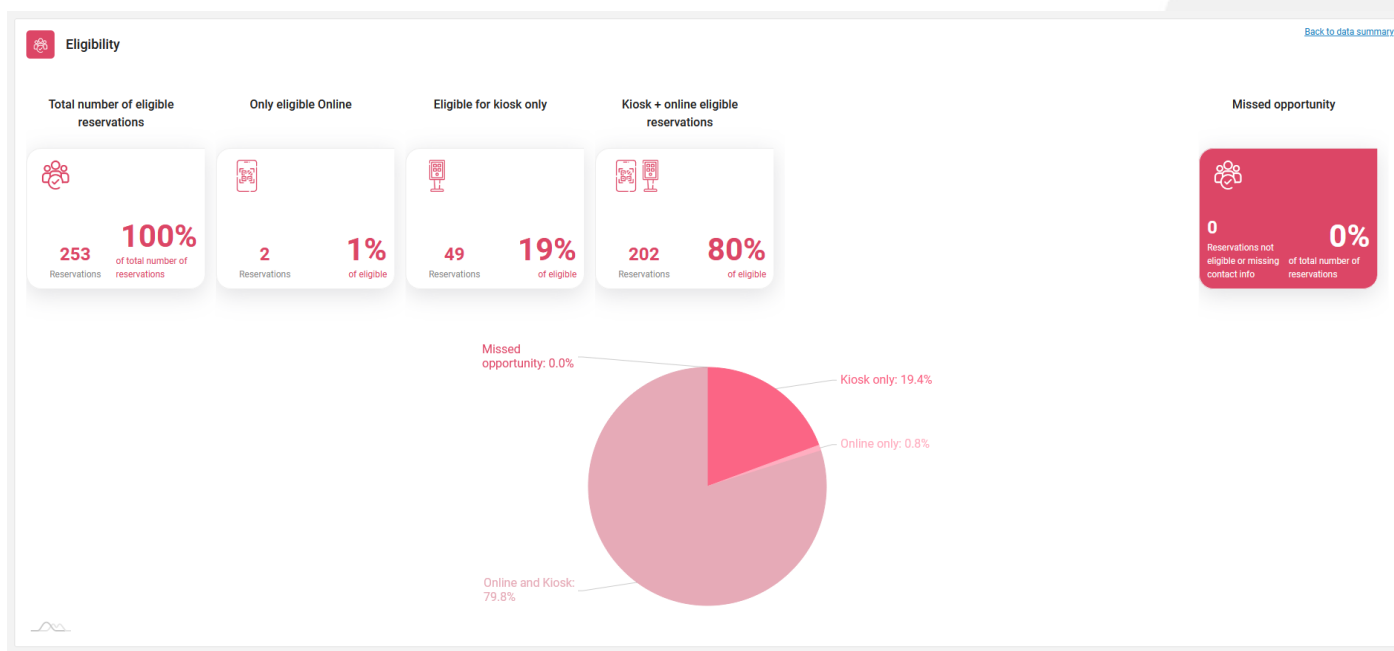 Eligibility
Back to data summary
Total number of eligible
reservations
Only eligible Online
Eligible for kiosk only
Kiosk + online eligible
reservations
Missed opportunity
253
Reservations
100%
of total number of
reservations
2
Reservations
1%
of eligible
49
Reservations
19%
of eligible
202
Reservations
80%
of eligible
0
Reservations not
eligible or missing
contact info
0%
of total number of
reservations
Missed
opportunity: 0.0%
Kiosk only: 19.4%
Online only: 0.8%
Online and Kiosk:
79.8%